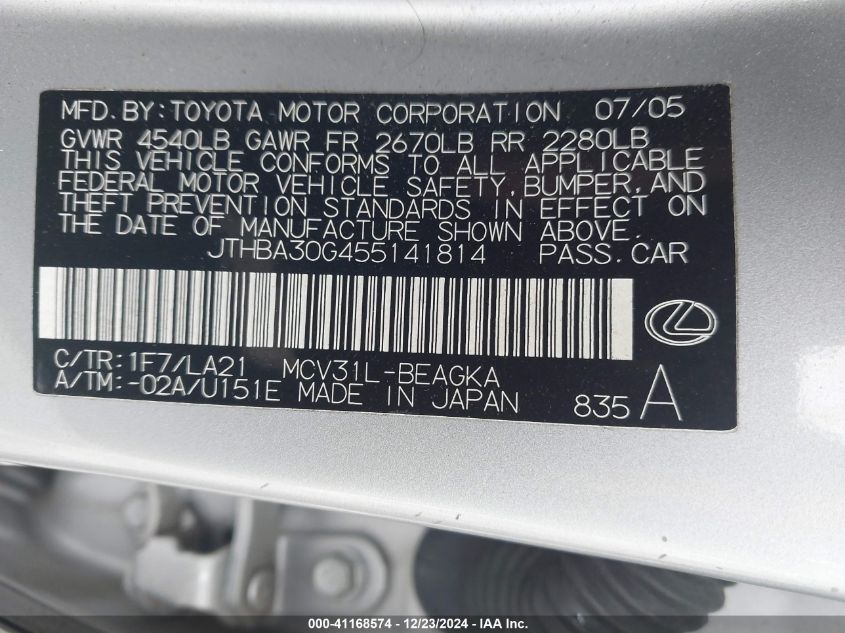 MFD. BY: TOYOTA MOTOR CORPORATION 07/05
GVWR 4540LB GAWR FR 2670LB RR 2280LB
THIS VEHICLE CONFORMS TO ALL APPLICABLE
FEDERAL MOTOR VEHICLE SAFETY, BUMPER, AND
THEFT PREVENTION STANDARDS IN EFFECT ON
THE DATE OF MANUFACTURE SHOWN ABOVE.
JTHBA30G455141814 PASS. CAR
C/TR: 1F7/LA21 MCV31L-BEAGKA
A/TM: -02A/U151E MADE IN JAPAN 835 A
000-41168574 - 12/23/2024 - IAA Inc.